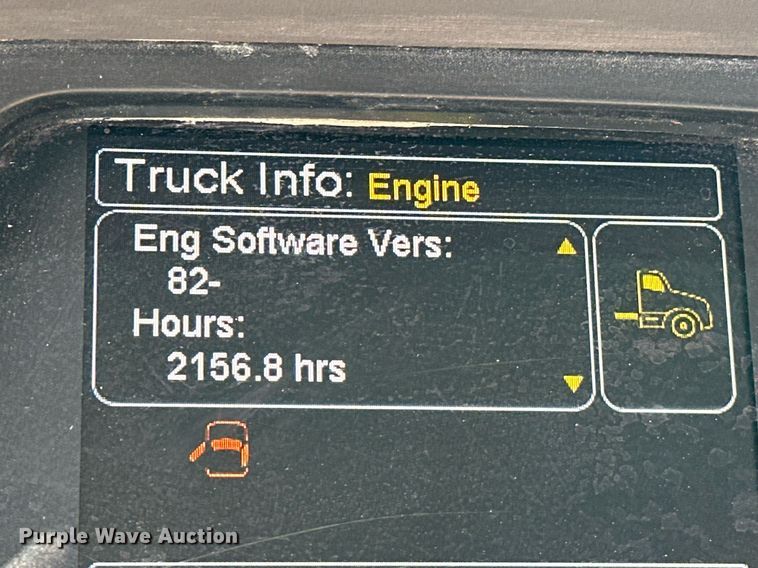 Truck Info: Engine
Eng Software Vers:
82-
Hours:
2156.8 hrs
Purple Wave Auction